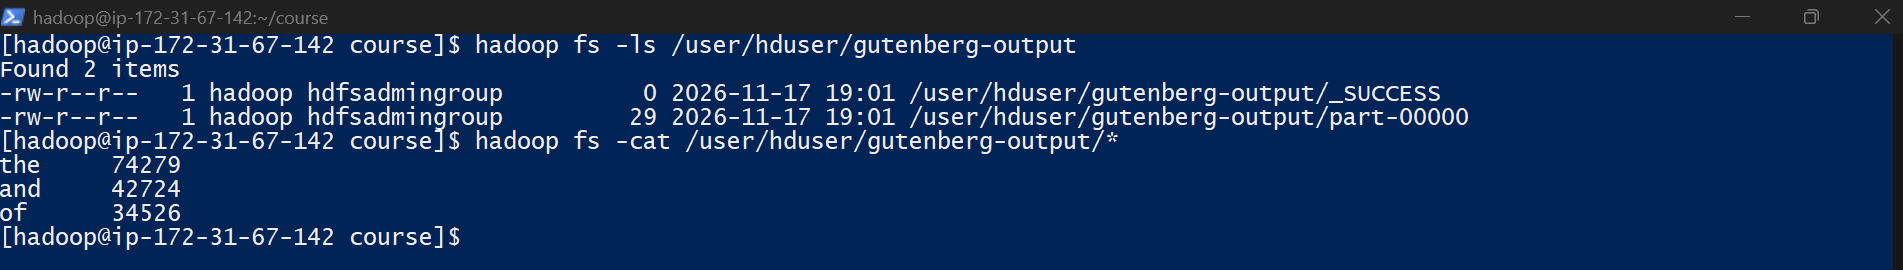 hadoop@ip-172-31-67-142:~/course
[hadoop@ip-172-31-67-142 course]$ hadoop fs -ls /user/hduser/gutenberg-output
Found 2 items
-rw-r--r--   1 hadoop hdfsadmingroup          0 2026-11-17 19:01 /user/hduser/gutenberg-output/_SUCCESS
-rw-r--r--   1 hadoop hdfsadmingroup         29 2026-11-17 19:01 /user/hduser/gutenberg-output/part-00000
[hadoop@ip-172-31-67-142 course]$ hadoop fs -cat /user/hduser/gutenberg-output/*
the     74279
and     42724
of      34526
[hadoop@ip-172-31-67-142 course]$